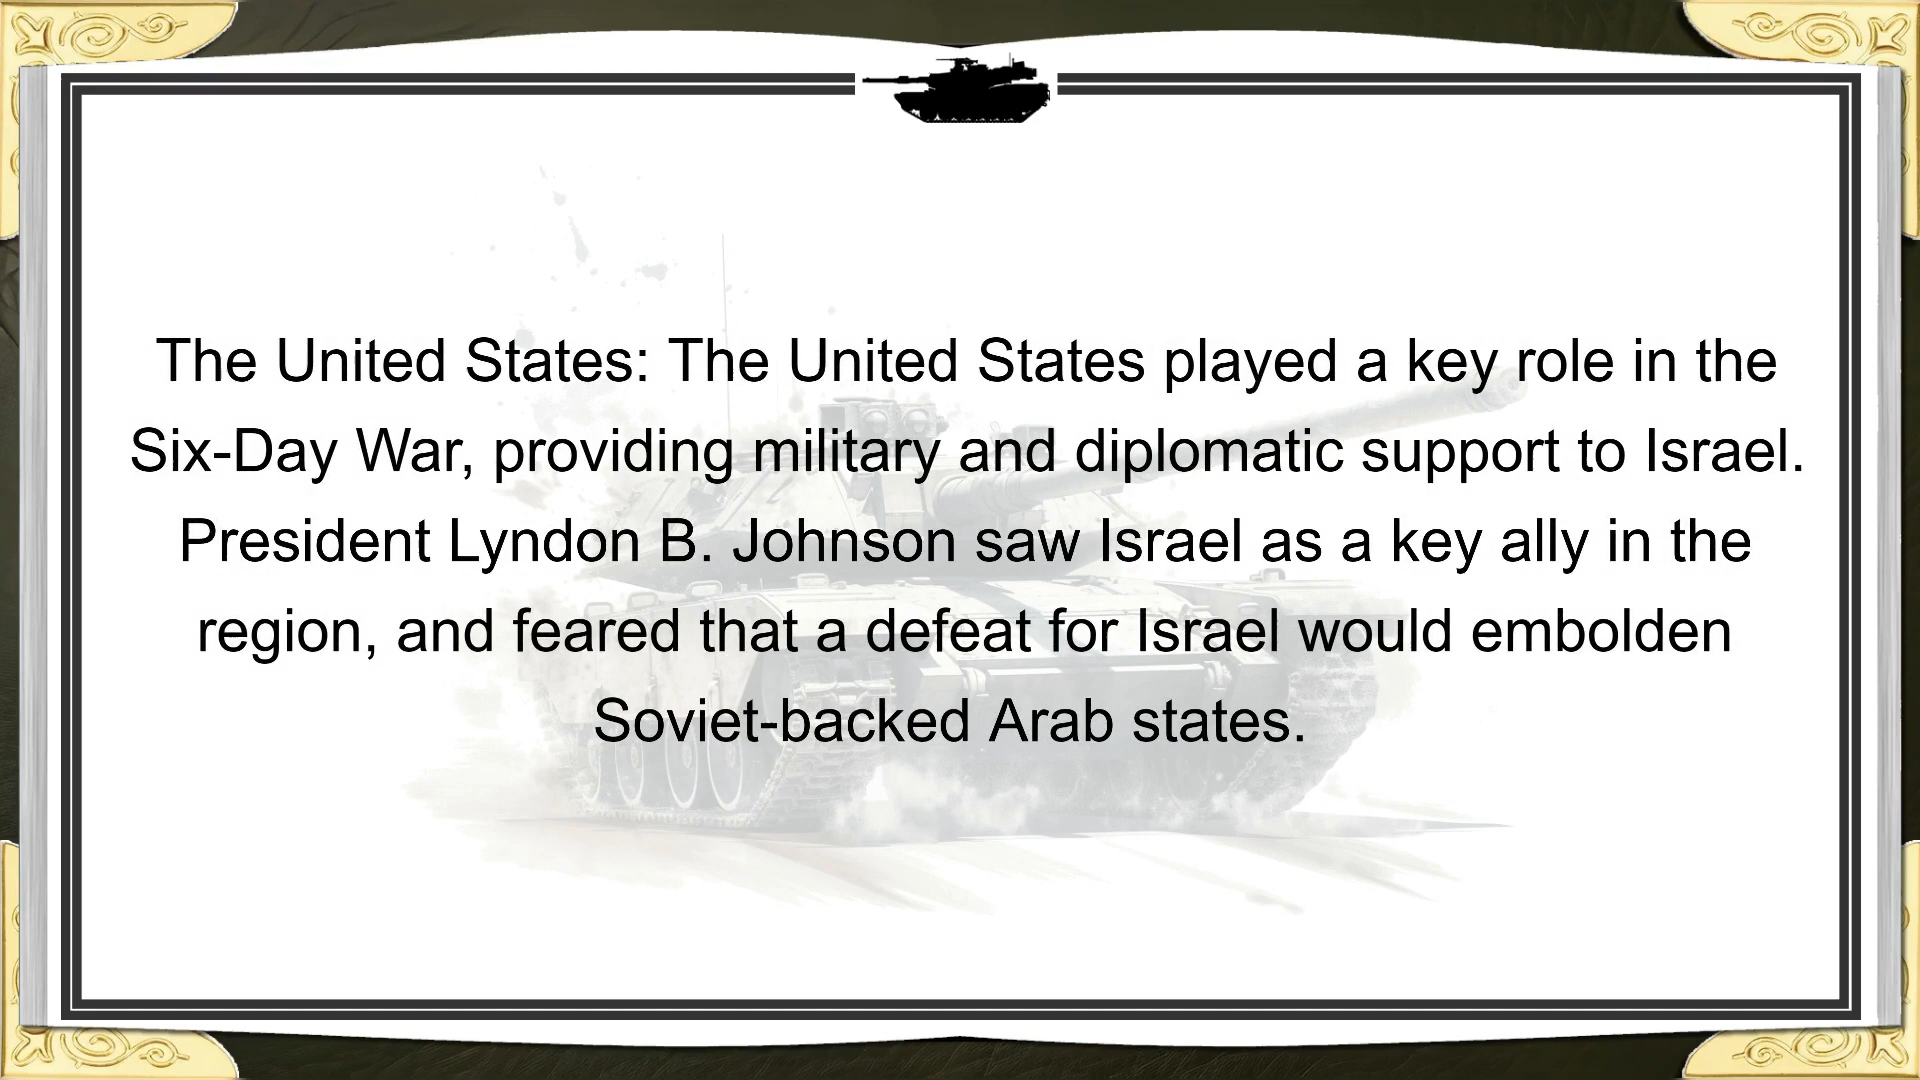 The United States: The United States played a key role in the
Six-Day War, providing military and diplomatic support to Israel.
President Lyndon B. Johnson saw Israel as a key ally in the
region, and feared that a defeat for Israel would embolden
Soviet-backed Arab states.